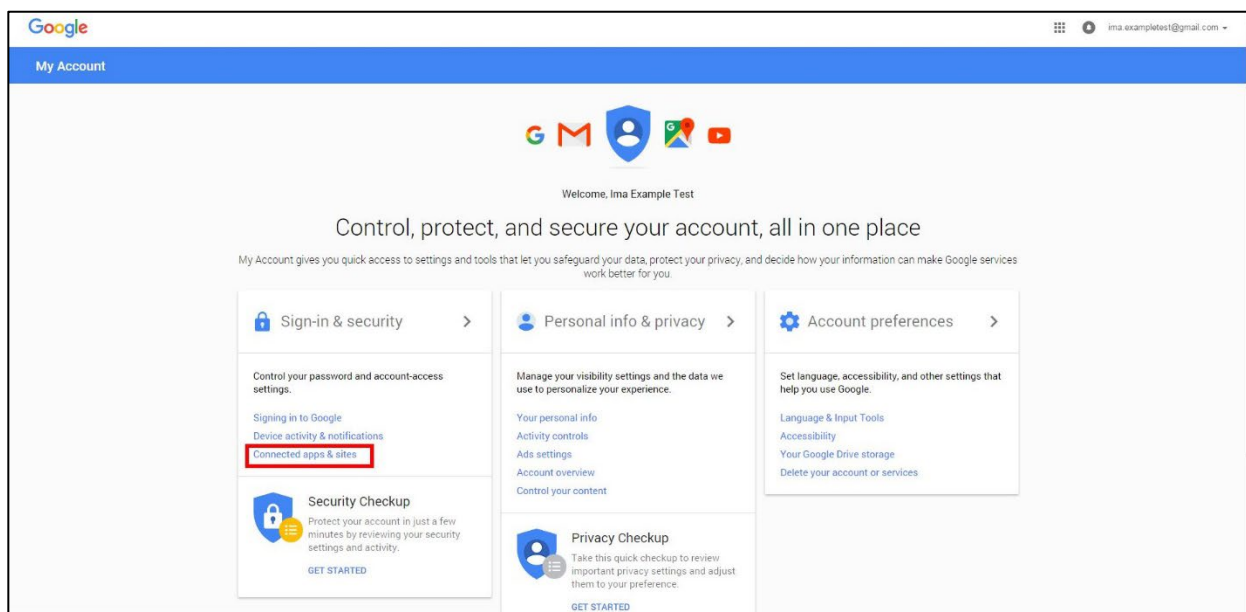 Google
ima.exampletest@gmail.com
My Account
Welcome, Ima Example Test
Control, protect, and secure your account, all in one place
My Account gives you quick access to settings and tools that let you safeguard your data, protect your privacy, and decide how your information can make Google services
work better for you.
Sign-in & security
Control your password and account-access
settings.
Signing in to Google
Device activity & notifications
Connected apps & sites
Security Checkup
Protect your account in just a few
minutes by reviewing your security
settings and activity.
GET STARTED
Personal info & privacy
Manage your visibility settings and the data we
use to personalize your experience.
Your personal info
Activity controls
Ads settings
Account overview
Control your content
Privacy Checkup
Take this quick checkup to review
important privacy settings and adjust
them to your preference.
GET STARTED
Account preferences
Set language, accessibility, and other settings that
help you use Google.
Language & Input Tools
Accessibility
Your Google Drive storage
Delete your account or services